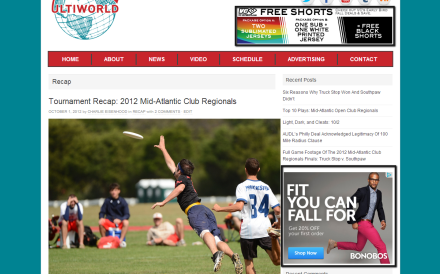 ULTIWORLD
FREE SHORTS
TWO SUBLIMATED JERSEYS
ONE SUB + ONE WHITE PRINTED JERSEY
FREE BLACK SHORTS
HOME ABOUT NEWS VIDEO SCHEDULE ADVERTISING CONTACT
Recap
Tournament Recap: 2012 Mid-Atlantic Club Regionals
OCTOBER 1, 2012 by CHARLIE EISENHOOD in RECAP with 3 COMMENTS EDIT
34
Recent Posts
Six Reasons Why Truck Stop Won And Southpaw Didn't
Top 10 Plays: Mid-Atlantic Open Club Regionals
Light, Dark, and Cleats: 10/2
AUDL's Philly Deal Acknowledged Legitimacy Of 100 Mile Radius Clause
Full Game Footage Of The 2012 Mid-Atlantic Club Regionals Finals: Truck Stop v. Southpaw
FIT
YOU CAN
FALL FOR
GET 20% OFF
your first order
Shop Now
BONOBOS
Recent Comments